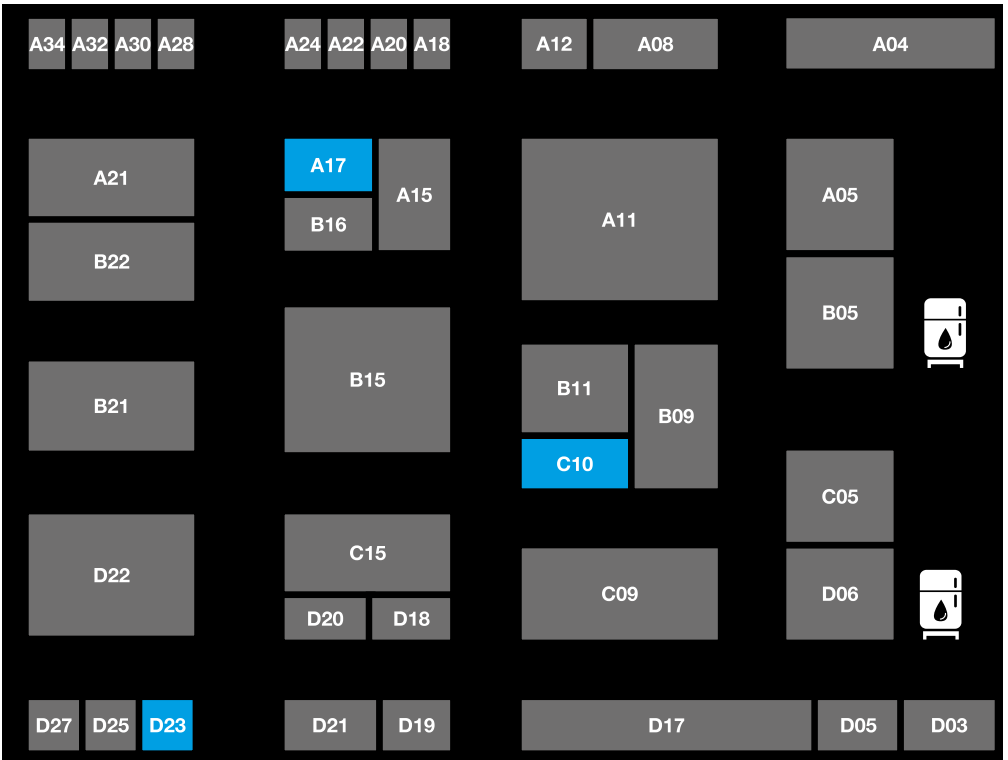 A34 A32 A30 A28 A24 A22 A20 A18 A12 A08 A04
A21 A17 A15 A11 A05
B16
B22
B05
B15 B11
B21 B09
C10
C05
C15
D22 C09 D06
D20 D18
D27 D25 D23 D21 D19 D17 D05 D03